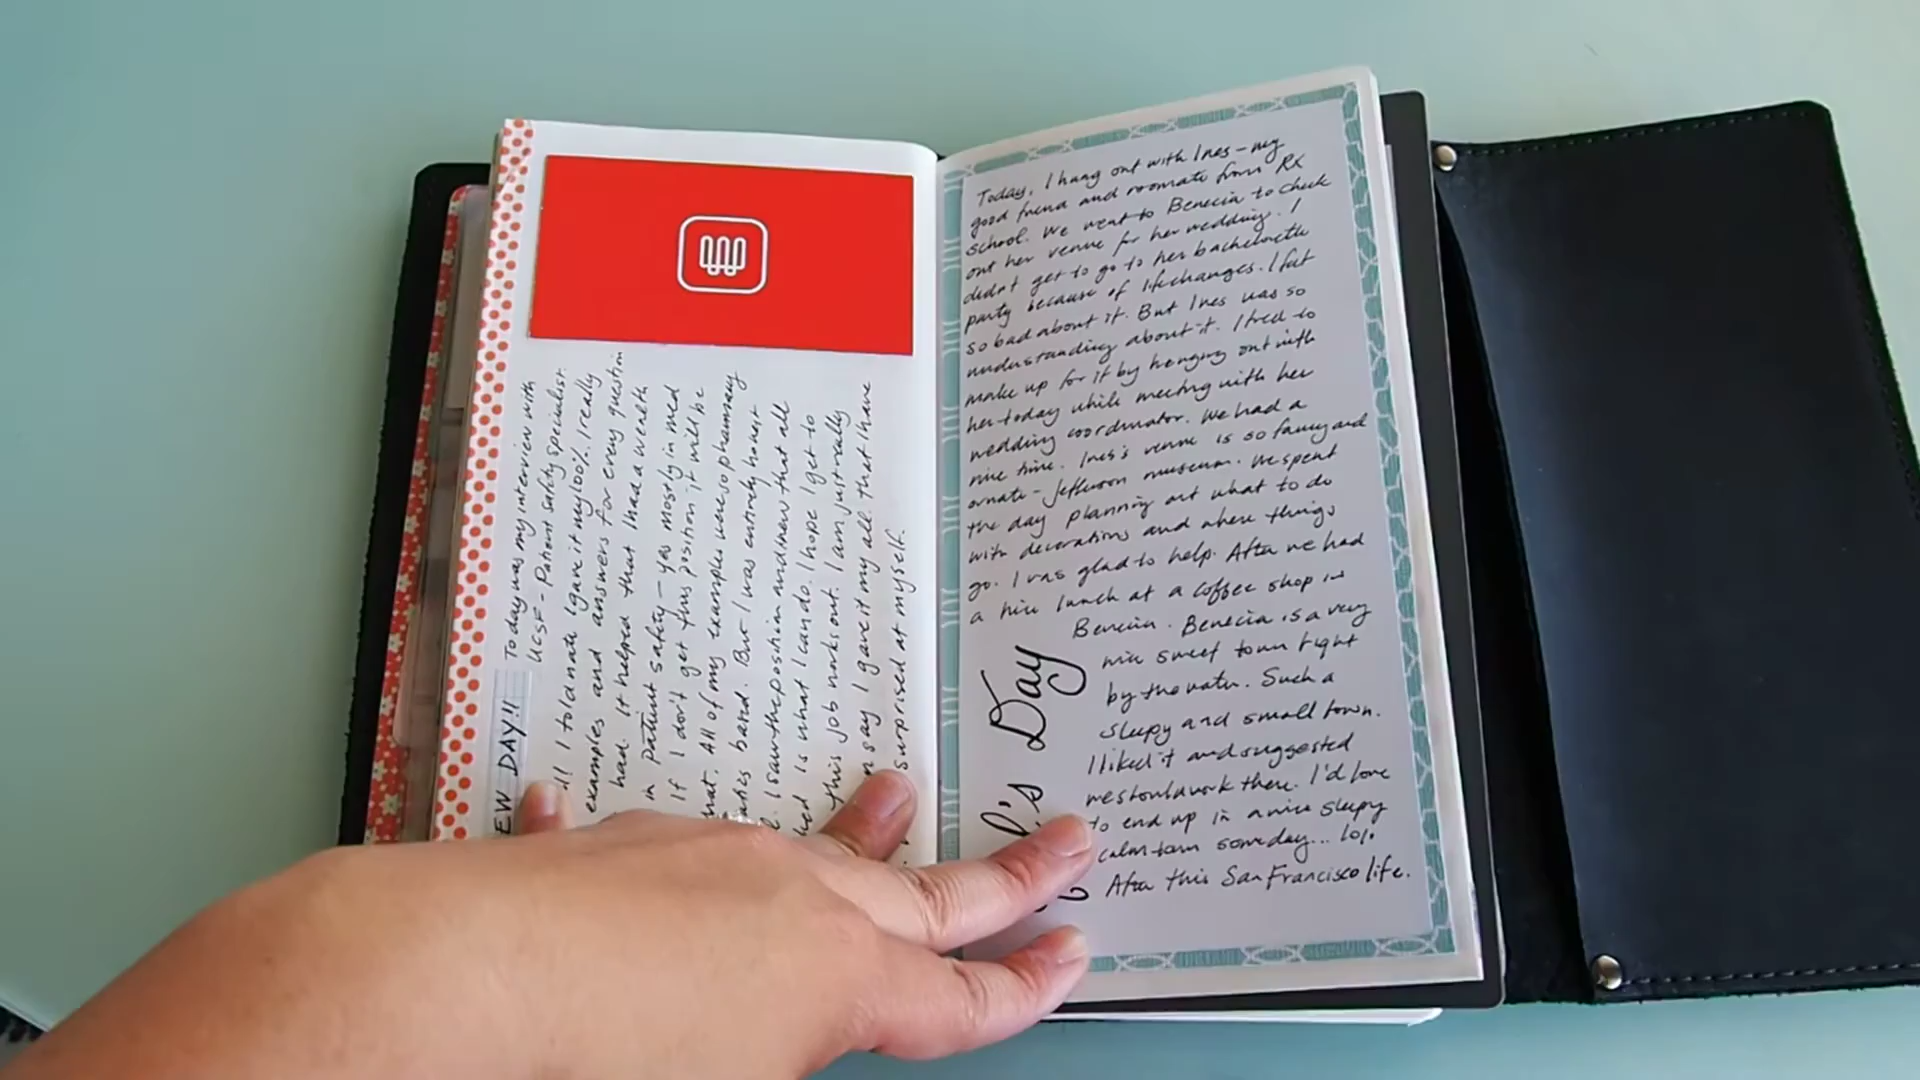 EW DAY!!
Today was my interview with
UCSF - Patient safety specialist.
ll! I told nate I gave it my 100%. I really
examples and answers for every question
had. It helped that I had a wealth
in patient safety - yes mostly in med
If I don't get this position it will be
hat. All of my examples were so pharmacy
atics based. But I was entirely honest
l. I saw the position and knew that all
ked is what I can do. I hope I get to
this job works out. I am just really
n say I gave it my all. That I have
surprised at myself.
Today, I hung out with Ines - my
good friend and roomate from RX
school. We went to Benecia to check
out her venue for her wedding. I
didn't get to go to her bachelorette
party because of life changes. I felt
so bad about it. But Ines was so
understanding about it. I tried to
make up for it by hanging out with
her today while meeting with her
wedding coordinator. We had a
nice time. Ines's venue is so fancy and
ornate - Jefferson museum. We spent
the day planning out what to do
with decorations and where things
go. I was glad to help. After we had
a nice lunch at a coffee shop in
Benecia. Benecia is a very
nice sweet town right
by the water. Such a
sleepy and small town.
I liked it and suggested
we should work there. I'd love
to end up in a nice sleepy
calm town someday... lol.
After this San Francisco life.
l's Day